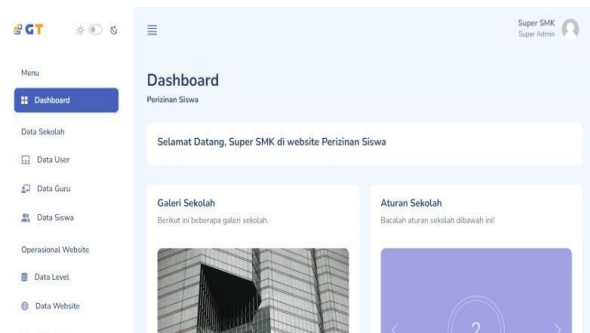 GT
Menu
Dashboard
Data Sekolah
Data User
Data Guru
Data Siswa
Operasional Website
Data Level
Data Website
Super SMK
Super Admin
Dashboard
Perizinan Siswa
Selamat Datang, Super SMK di website Perizinan Siswa
Galeri Sekolah
Berikut ini beberapa galeri sekolah.
Aturan Sekolah
Bacalah aturan sekolah dibawah ini!
2